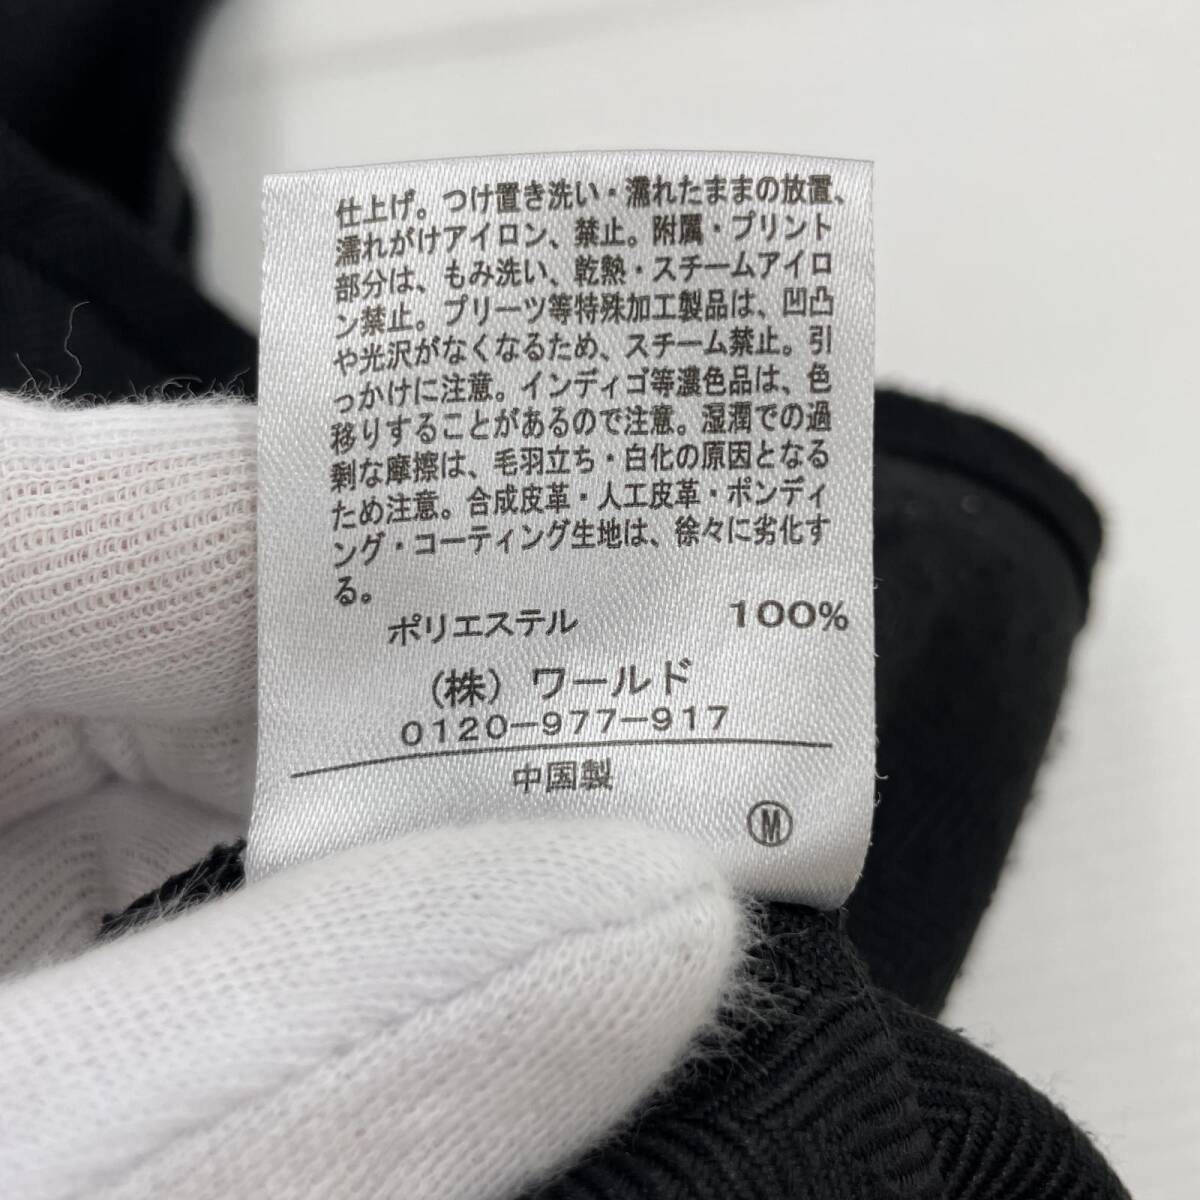 仕上げ。つけ置き洗い・濡れたままの放置、
濡れがけアイロン、禁止。附属・プリント
部分は、もみ洗い、乾熱・スチームアイロ
ン禁止。プリーツ等特殊加工製品は、凹凸
や光沢がなくなるため、スチーム禁止。引
っかけに注意。インディゴ等濃色品は、色
移りすることがあるので注意。湿潤での過
剰な摩擦は、毛羽立ち・白化の原因となる
ため注意。合成皮革・人工皮革・ボンディ
ング・コーティング生地は、徐々に劣化す
る。
ポリエステル 100%
(株) ワールド
0120-977-917
中国製
M